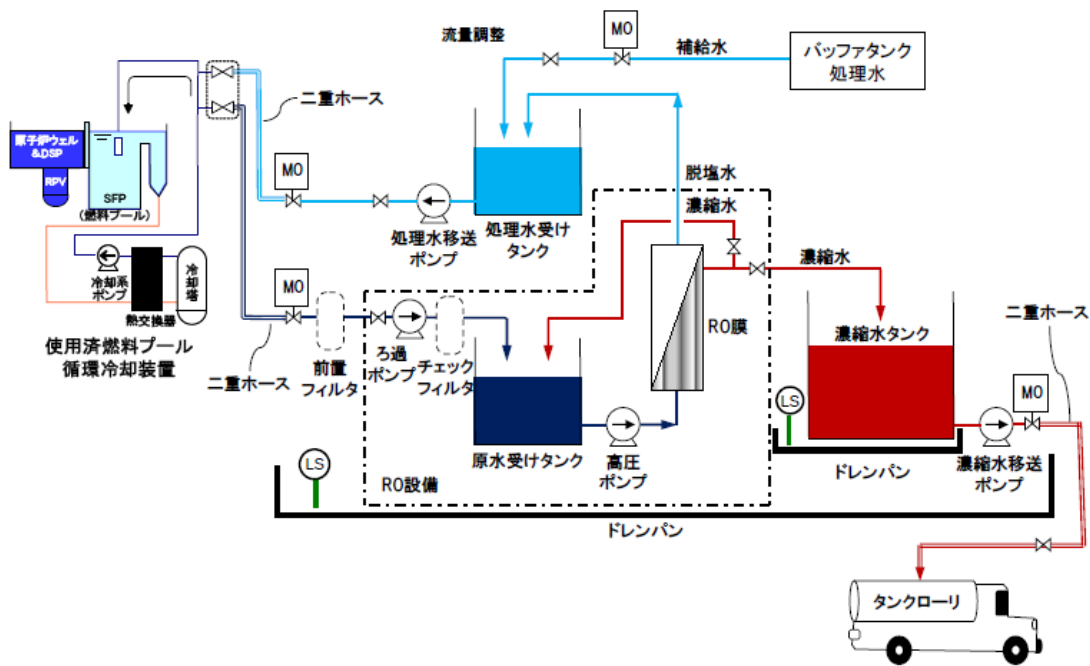 流量調整
MO
補給水
バッファタンク
処理水
二重ホース
原子炉ウェル
&DSP
RPV
SFP
(燃料プール)
MO
脱塩水
濃縮水
処理水移送
ポンプ
処理水受け
タンク
濃縮水
冷却系
ポンプ
熱交換器
冷却塔
使用済燃料プール
循環冷却装置
MO
二重ホース
前置
フィルタ
ろ過
ポンプ
チェック
フィルタ
RO膜
濃縮水タンク
二重ホース
LS
MO
原水受けタンク
高圧
ポンプ
ドレンパン
濃縮水移送
ポンプ
LS
RO設備
ドレンパン
タンクローリ